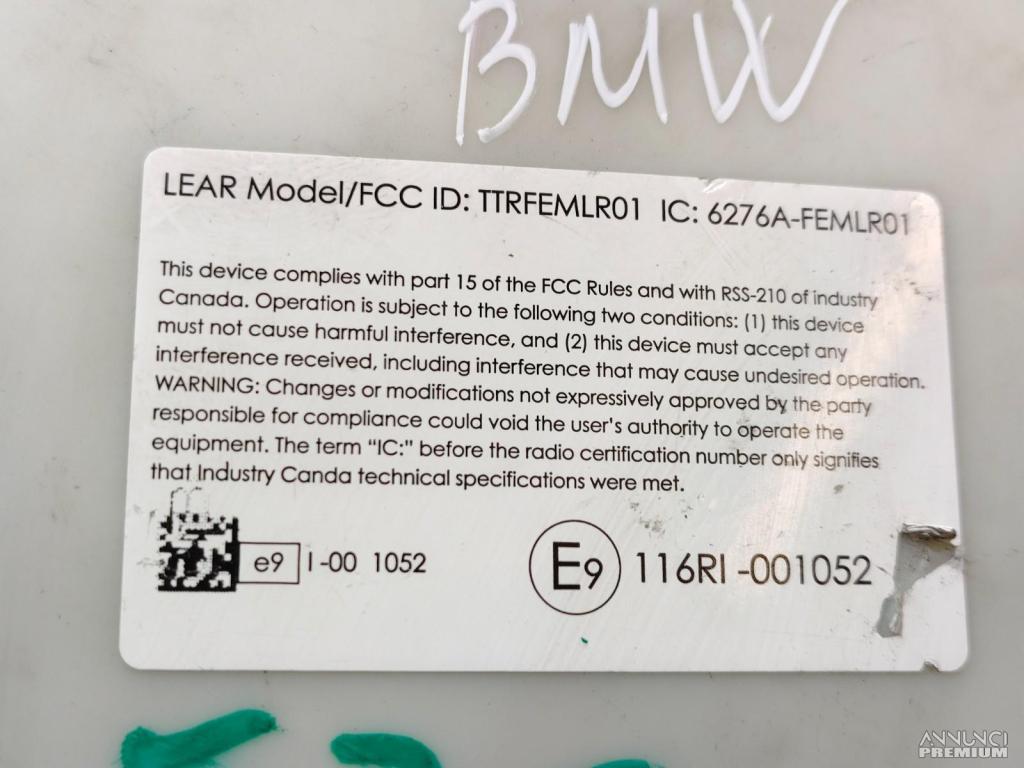 BMW
LEAR Model/FCC ID: TTRFEMLR01 IC: 6276A-FEMLR01
This device complies with part 15 of the FCC Rules and with RSS-210 of industry
Canada. Operation is subject to the following two conditions: (1) this device
must not cause harmful interference, and (2) this device must accept any
interference received, including interference that may cause undesired operation.
WARNING: Changes or modifications not expressively approved by the party
responsible for compliance could void the user's authority to operate the
equipment. The term “IC:” before the radio certification number only signifies
that Industry Canda technical specifications were met.
e9 I-00 1052 E9 116RI-001052
ANNUNCI
PREMIUM